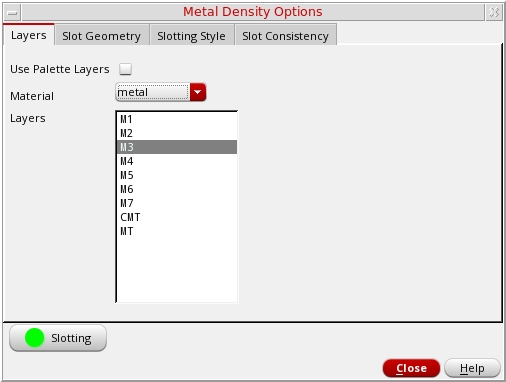 Metal Density Options
Layers Slot Geometry Slotting Style Slot Consistency
Use Palette Layers
Material metal
Layers
M1
M2
M3
M4
M5
M6
M7
CMT
MT
Slotting
Close Help